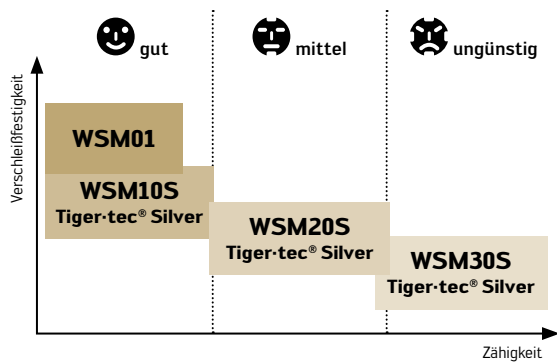 gut
mittel
ungünstig
Verschleißfestigkeit
WSM01
WSM10S
Tiger·tec® Silver
WSM20S
Tiger·tec® Silver
WSM30S
Tiger·tec® Silver
Zähigkeit